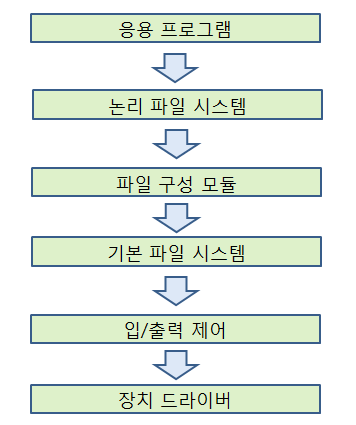 응용 프로그램
논리 파일 시스템
파일 구성 모듈
기본 파일 시스템
입/출력 제어
장치 드라이버